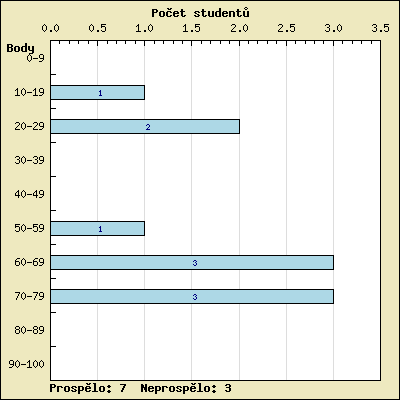 Počet studentů
0.0 0.5 1.0 1.5 2.0 2.5 3.0 3.5
Body
0-9
10-19 1
20-29 2
30-39
40-49
50-59 1
60-69 3
70-79 3
80-89
90-100
Prospělo: 7 Neprospělo: 3